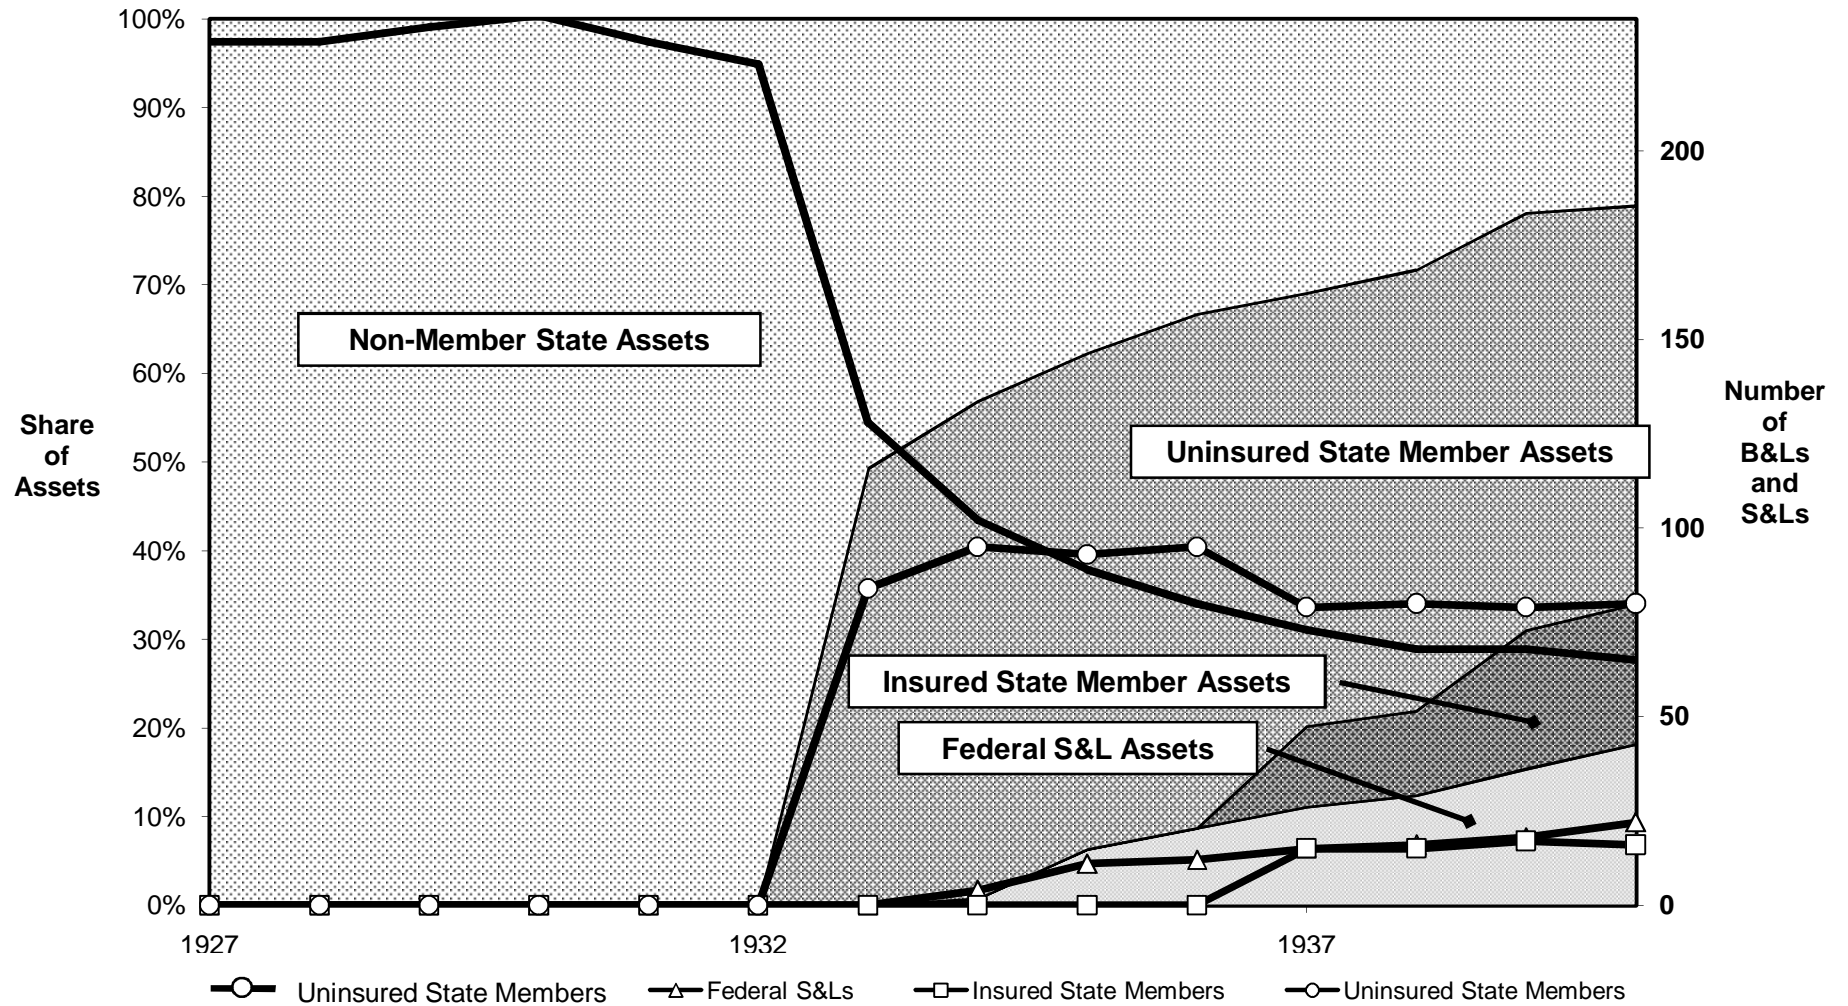 100%
90%
80%
70%
60%
50%
40%
30%
20%
10%
0%
Share
of
Assets
Non-Member State Assets
Uninsured State Member Assets
Insured State Member Assets
Federal S&L Assets
200
150
100
50
0
Number
of
B&Ls
and
S&Ls
1927
1932
1937
Uninsured State Members
Federal S&Ls
Insured State Members
Uninsured State Members